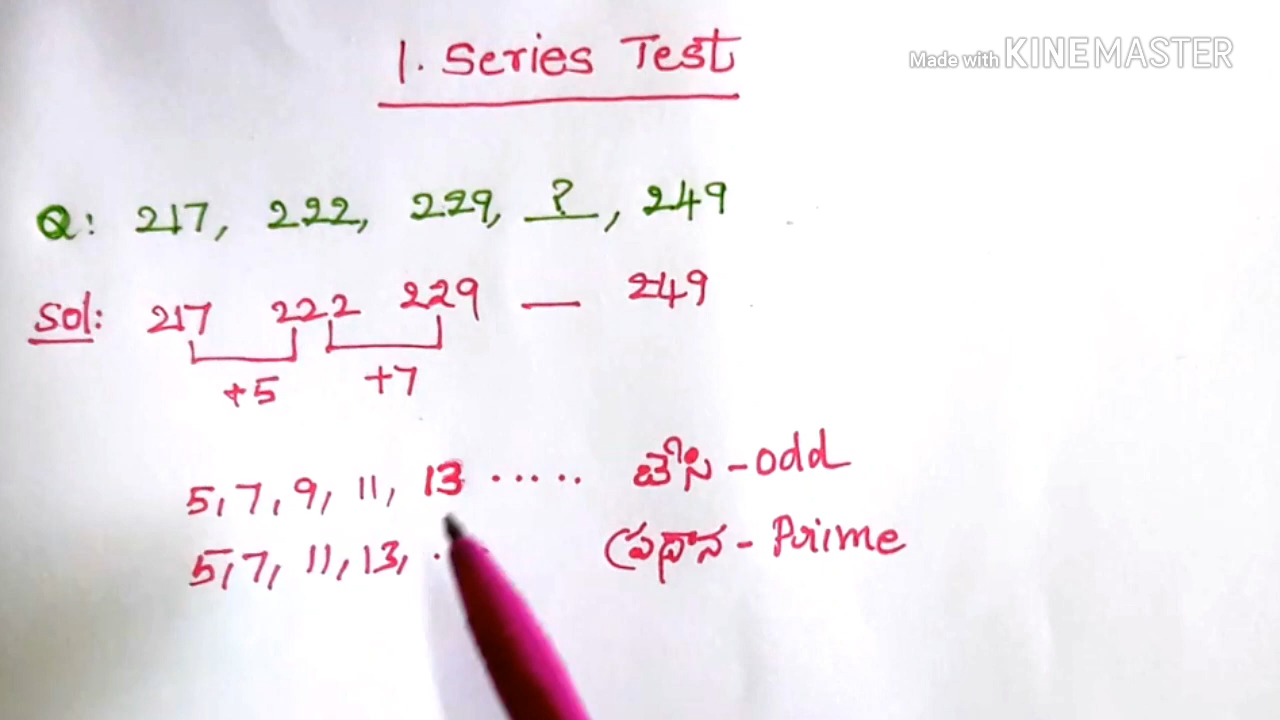 1. Series Test
Made with KINEMASTER
Q: 217, 222, 229, ?, 249
Sol: 217 222 229 — 249
+5 +7
5, 7, 9, 11, 13 ..... బేసి - odd
5, 7, 11, 13, . ప్రధాన - Prime